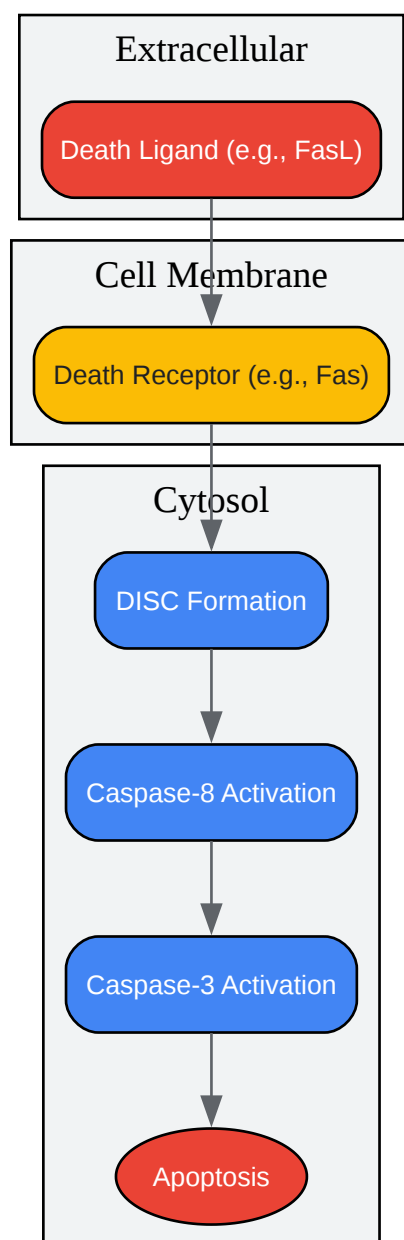 Extracellular
Death Ligand (e.g., FasL)
Cell Membrane
Death Receptor (e.g., Fas)
Cytosol
DISC Formation
Caspase-8 Activation
Caspase-3 Activation
Apoptosis